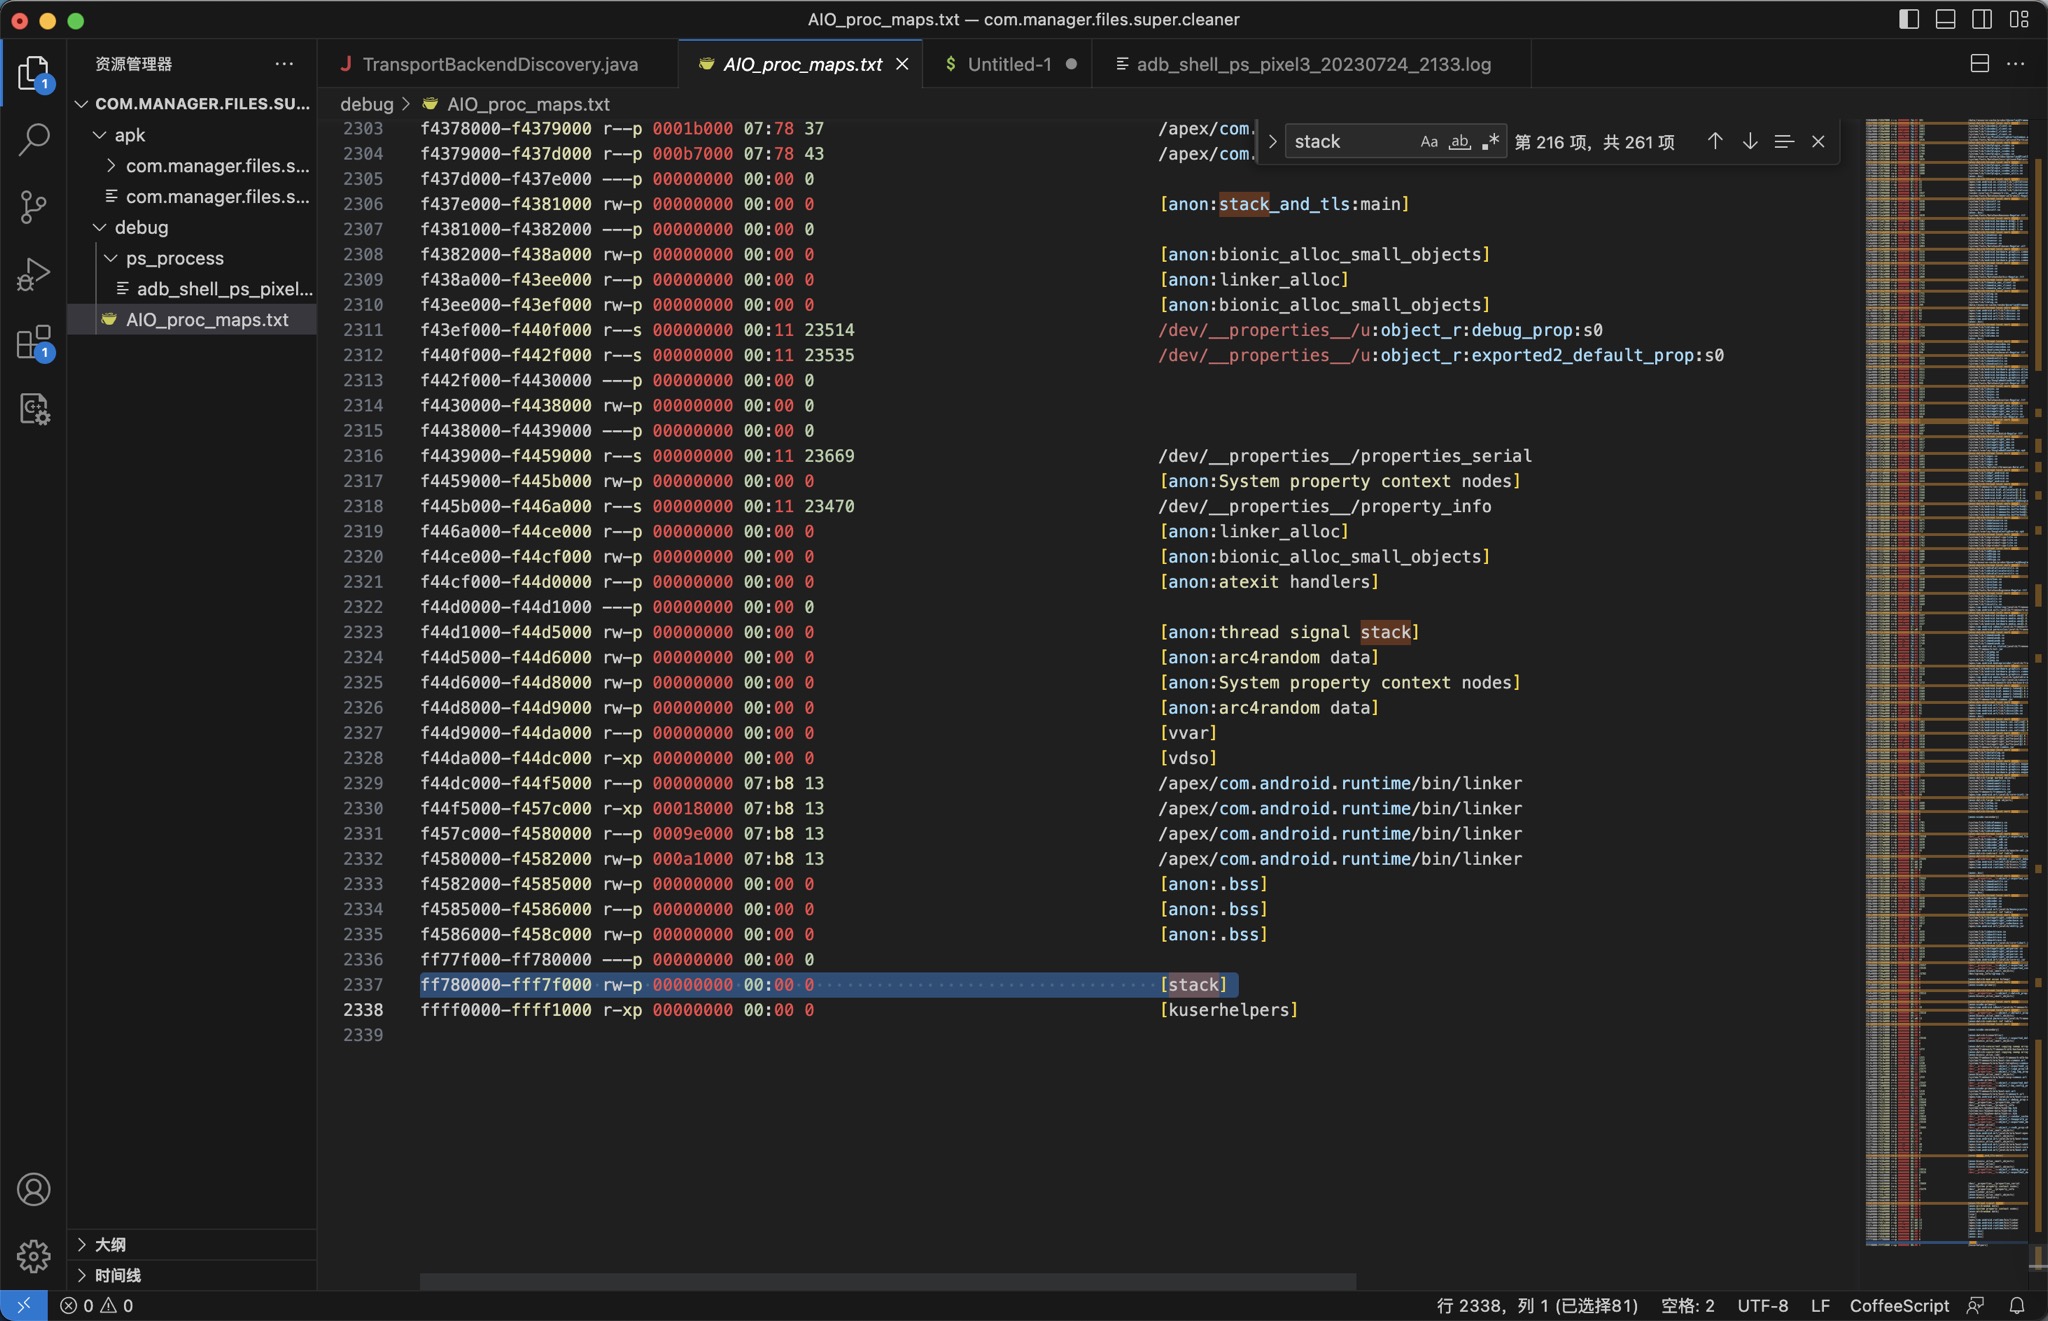 AIO_proc_maps.txt — com.manager.files.super.cleaner
资源管理器
TransportBackendDiscovery.java
AIO_proc_maps.txt
$ Untitled-1
adb_shell_ps_pixel3_20230724_2133.log
1
COM.MANAGER.FILES.SU...
apk
com.manager.files.s...
com.manager.files.s...
debug
ps_process
adb_shell_ps_pixel...
AIO_proc_maps.txt
1
debug > AIO_proc_maps.txt
stack
Aa ab .* 第 216 项，共 261 项
2303 f4378000-f4379000 r--p 0001b000 07:78 37 /apex/com.
2304 f4379000-f437d000 r--p 000b7000 07:78 43 /apex/com.
2305 f437d000-f437e000 ---p 00000000 00:00 0
2306 f437e000-f4381000 rw-p 00000000 00:00 0 [anon:stack_and_tls:main]
2307 f4381000-f4382000 ---p 00000000 00:00 0
2308 f4382000-f438a000 rw-p 00000000 00:00 0 [anon:bionic_alloc_small_objects]
2309 f438a000-f43ee000 r--p 00000000 00:00 0 [anon:linker_alloc]
2310 f43ee000-f43ef000 rw-p 00000000 00:00 0 [anon:bionic_alloc_small_objects]
2311 f43ef000-f440f000 r--s 00000000 00:11 23514 /dev/__properties__/u:object_r:debug_prop:s0
2312 f440f000-f442f000 r--s 00000000 00:11 23535 /dev/__properties__/u:object_r:exported2_default_prop:s0
2313 f442f000-f4430000 ---p 00000000 00:00 0
2314 f4430000-f4438000 rw-p 00000000 00:00 0
2315 f4438000-f4439000 ---p 00000000 00:00 0
2316 f4439000-f4459000 r--s 00000000 00:11 23669 /dev/__properties__/properties_serial
2317 f4459000-f445b000 rw-p 00000000 00:00 0 [anon:System property context nodes]
2318 f445b000-f446a000 r--s 00000000 00:11 23470 /dev/__properties__/property_info
2319 f446a000-f44ce000 r--p 00000000 00:00 0 [anon:linker_alloc]
2320 f44ce000-f44cf000 rw-p 00000000 00:00 0 [anon:bionic_alloc_small_objects]
2321 f44cf000-f44d0000 r--p 00000000 00:00 0 [anon:atexit handlers]
2322 f44d0000-f44d1000 ---p 00000000 00:00 0
2323 f44d1000-f44d5000 rw-p 00000000 00:00 0 [anon:thread signal stack]
2324 f44d5000-f44d6000 rw-p 00000000 00:00 0 [anon:arc4random data]
2325 f44d6000-f44d8000 rw-p 00000000 00:00 0 [anon:System property context nodes]
2326 f44d8000-f44d9000 rw-p 00000000 00:00 0 [anon:arc4random data]
2327 f44d9000-f44da000 r--p 00000000 00:00 0 [vvar]
2328 f44da000-f44dc000 r-xp 00000000 00:00 0 [vdso]
2329 f44dc000-f44f5000 r--p 00000000 07:b8 13 /apex/com.android.runtime/bin/linker
2330 f44f5000-f457c000 r-xp 00018000 07:b8 13 /apex/com.android.runtime/bin/linker
2331 f457c000-f4580000 r--p 0009e000 07:b8 13 /apex/com.android.runtime/bin/linker
2332 f4580000-f4582000 rw-p 000a1000 07:b8 13 /apex/com.android.runtime/bin/linker
2333 f4582000-f4585000 rw-p 00000000 00:00 0 [anon:.bss]
2334 f4585000-f4586000 r--p 00000000 00:00 0 [anon:.bss]
2335 f4586000-f458c000 rw-p 00000000 00:00 0 [anon:.bss]
2336 ff77f000-ff780000 ---p 00000000 00:00 0
2337 ff780000-fff7f000 rw-p 00000000 00:00 0 [stack]
2338 ffff0000-ffff1000 r-xp 00000000 00:00 0 [kuserhelpers]
2339
大纲
时间线
0 0
行 2338，列 1 (已选择81) 空格: 2 UTF-8 LF CoffeeScript